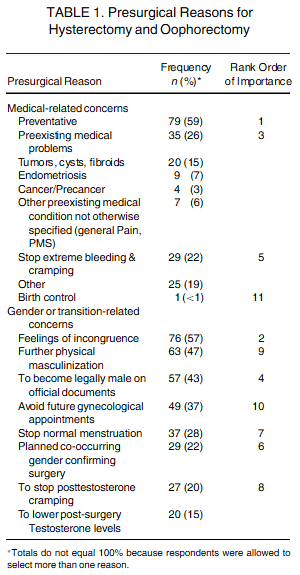 TABLE 1. Presurgical Reasons for
Hysterectomy and Oophorectomy
Presurgical Reason Frequency n (%)* Rank Order of Importance
Medical-related concerns
Preventative 79 (59) 1
Preexisting medical problems 35 (26) 3
Tumors, cysts, fibroids 20 (15)
Endometriosis 9 (7)
Cancer/Precancer 4 (3)
Other preexisting medical 7 (6)
condition not otherwise
specified (general Pain,
PMS)
Stop extreme bleeding & 29 (22) 5
cramping
Other 25 (19)
Birth control 1 (<1) 11
Gender or transition-related
concerns
Feelings of incongruence 76 (57) 2
Further physical 63 (47) 9
masculinization
To become legally male on 57 (43) 4
official documents
Avoid future gynecological 49 (37) 10
appointments
Stop normal menstruation 37 (28) 7
Planned co-occurring 29 (22) 6
gender confirming
surgery
To stop posttestosterone 27 (20) 8
cramping
To lower post-surgery 20 (15)
Testosterone levels
*Totals do not equal 100% because respondents were allowed to
select more than one reason.